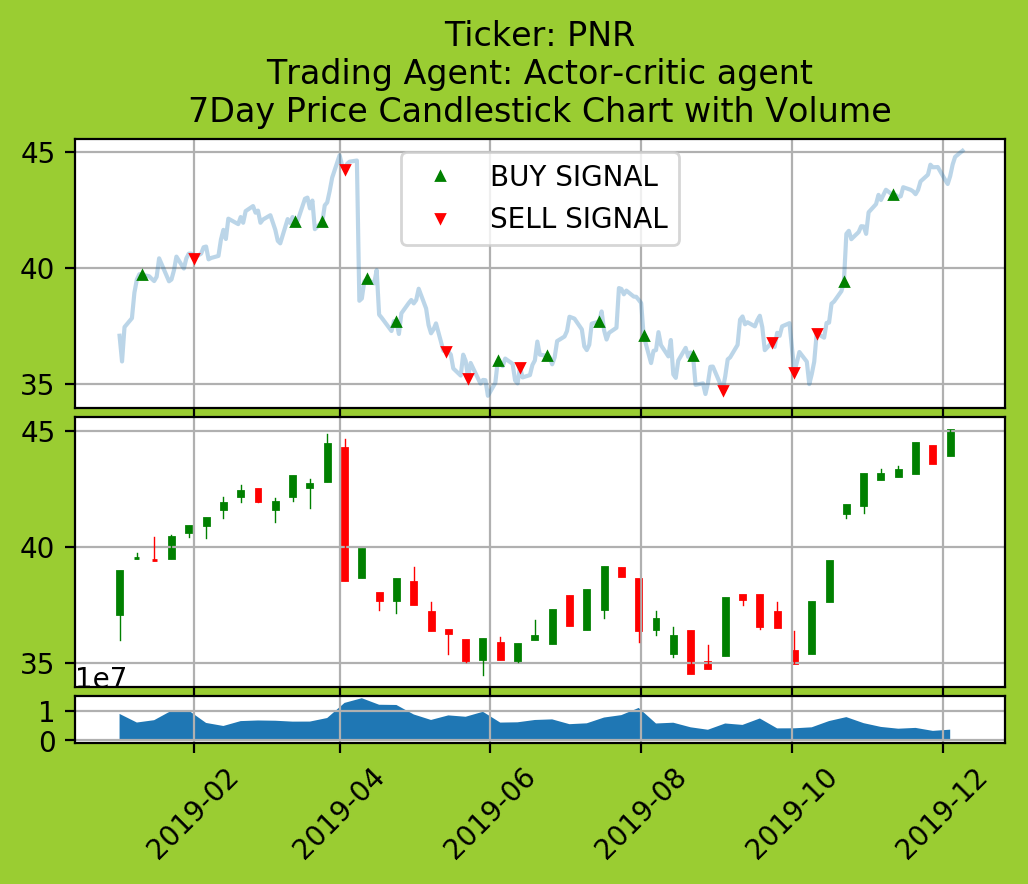 Ticker: PNR
Trading Agent: Actor-critic agent
7Day Price Candlestick Chart with Volume
45
40
35
BUY SIGNAL
SELL SIGNAL
45
40
35
1e7
1
0
2019-02
2019-04
2019-06
2019-08
2019-10
2019-12